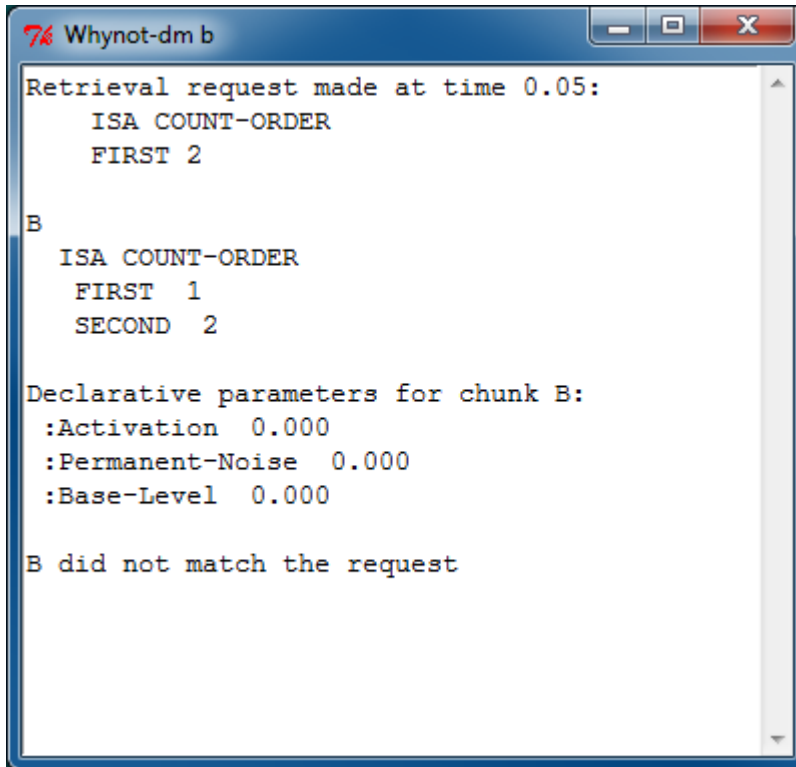 Whynot-dm b
Retrieval request made at time 0.05:
ISA COUNT-ORDER
FIRST 2
B
ISA COUNT-ORDER
FIRST 1
SECOND 2
Declarative parameters for chunk B:
:Activation 0.000
:Permanent-Noise 0.000
:Base-Level 0.000
B did not match the request